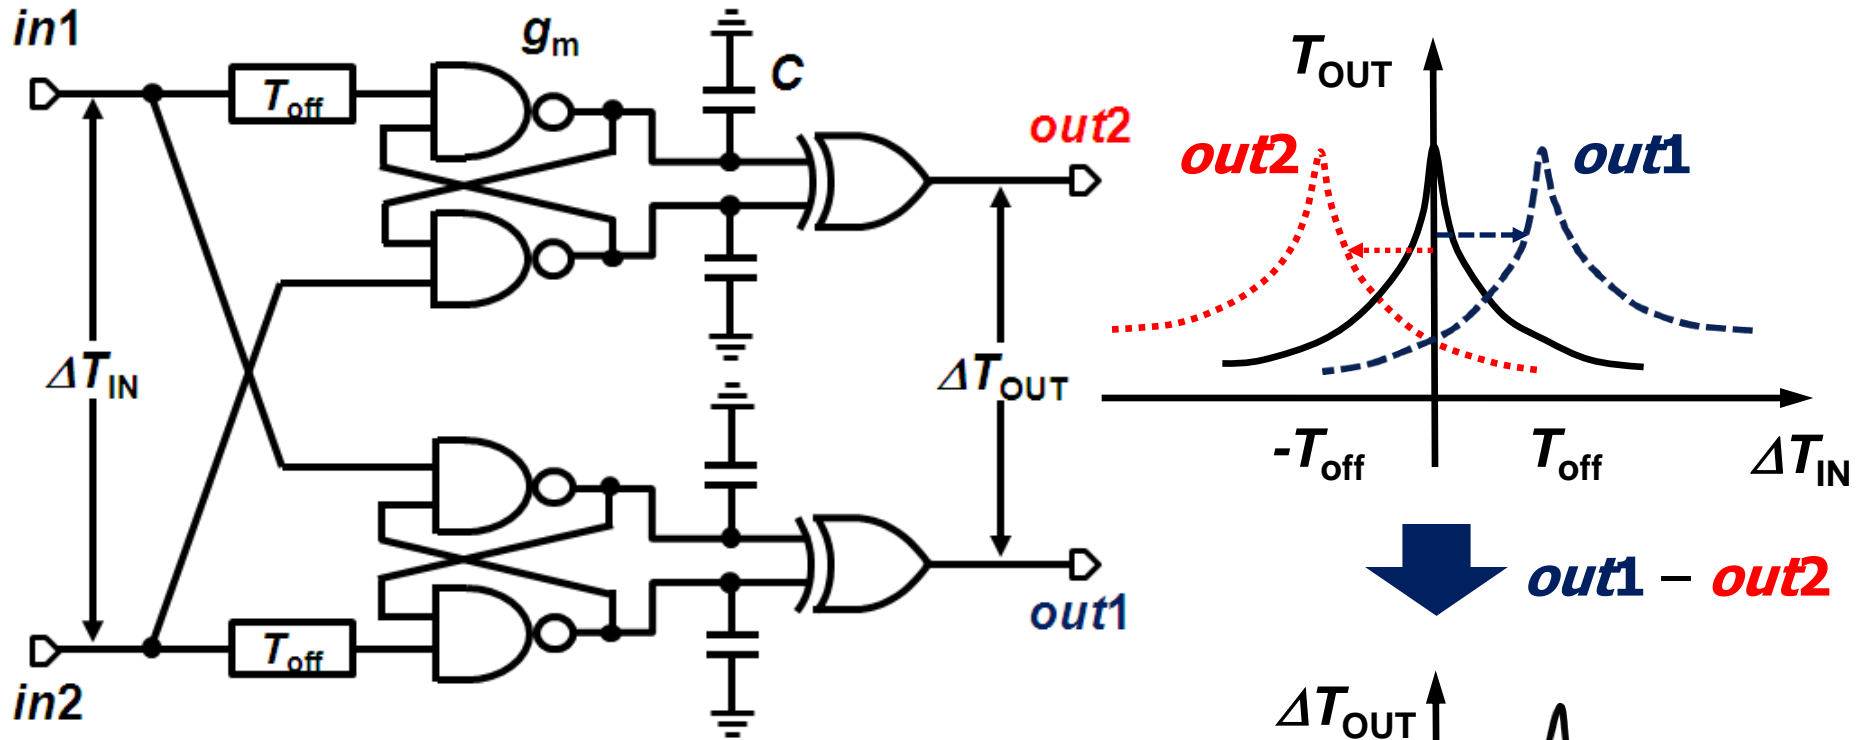 in1
gm
C
Toff
out2
ΔTIN
ΔTOUT
Toff
out1
in2
TOUT
out2
out1
-Toff
Toff
ΔTIN
out1 – out2
ΔTOUT